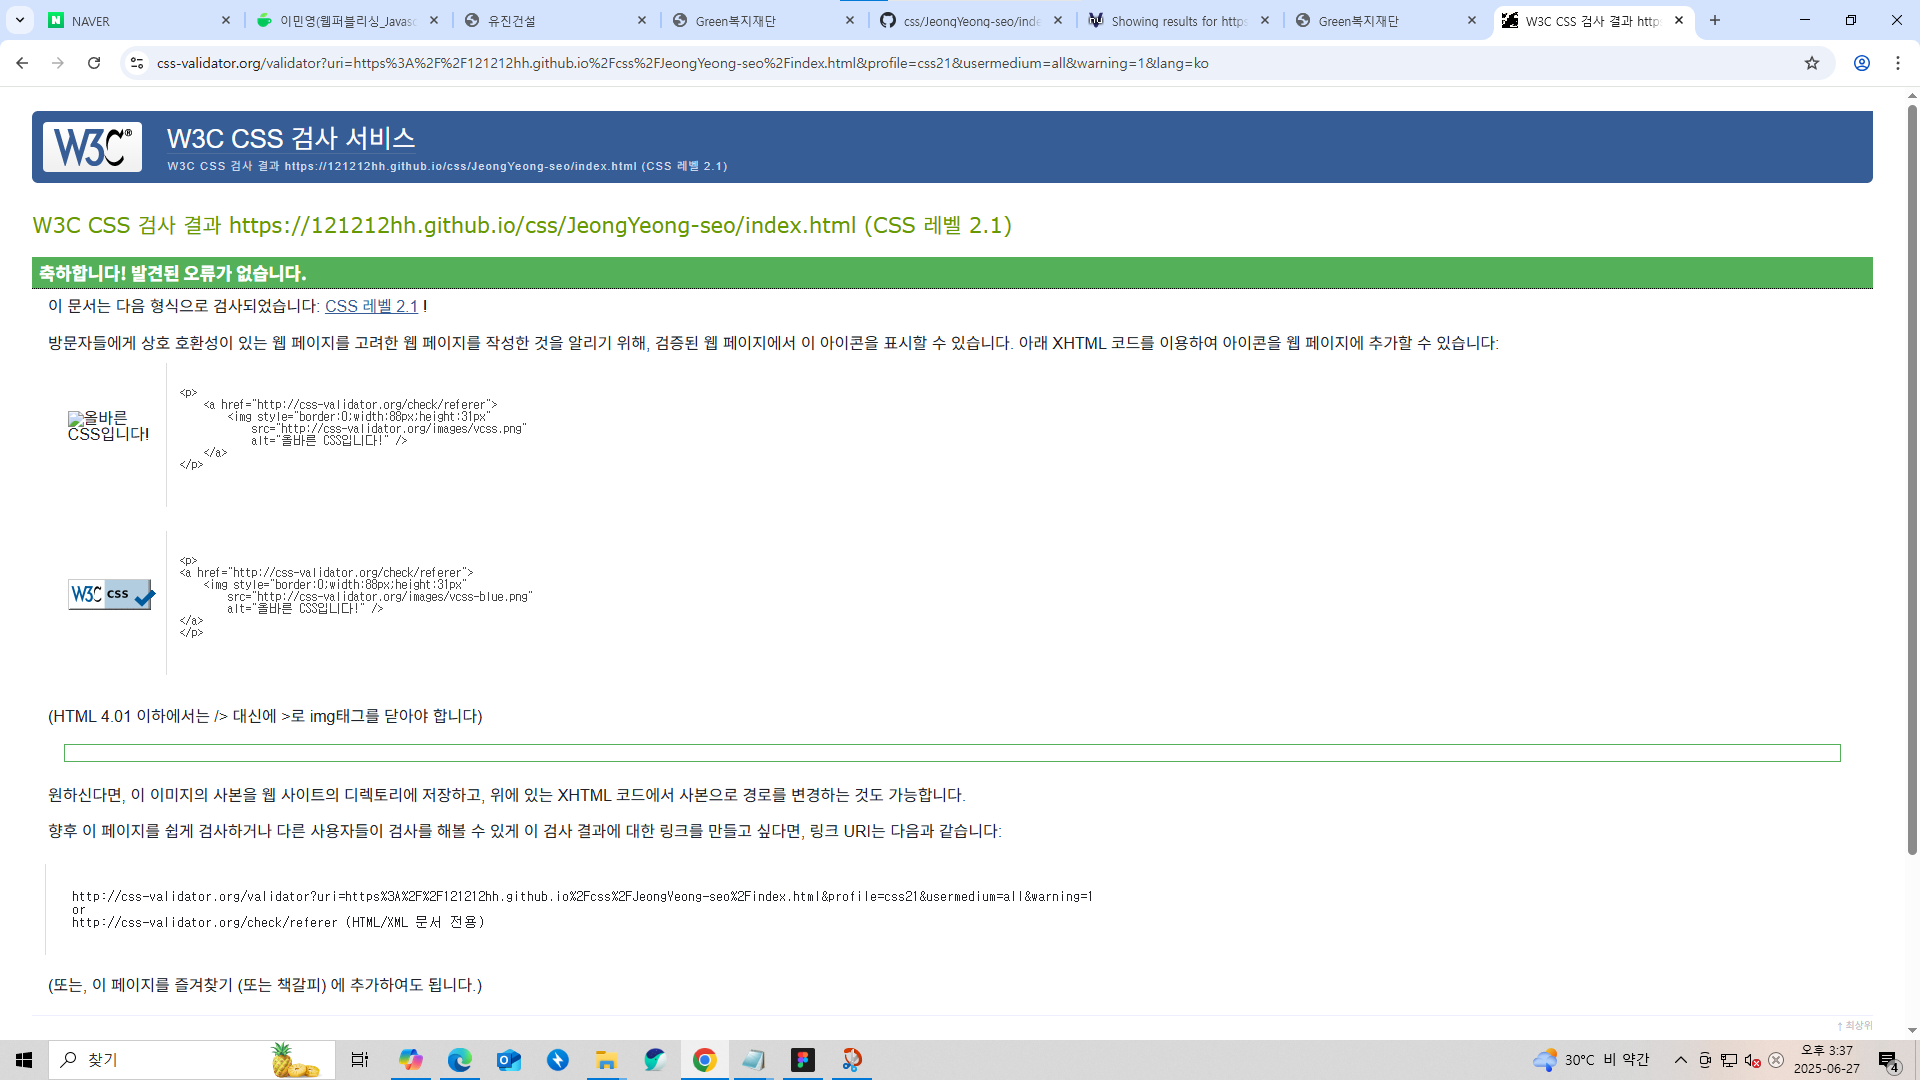 NAVER
이민영(웹퍼블리싱_Javasc
유진건설
Green복지재단
css/JeongYeong-seo/inde
Showing results for https
Green복지재단
W3C CSS 검사 결과 http
css-validator.org/validator?uri=https%3A%2F%2F121212hh.github.io%2Fcss%2FJeongYeong-seo%2Findex.html&profile=css21&usermedium=all&warning=1&lang=ko
W3C®
W3C CSS 검사 서비스
W3C CSS 검사 결과 https://121212hh.github.io/css/JeongYeong-seo/index.html (CSS 레벨 2.1)
W3C CSS 검사 결과 https://121212hh.github.io/css/JeongYeong-seo/index.html (CSS 레벨 2.1)
축하합니다! 발견된 오류가 없습니다.
이 문서는 다음 형식으로 검사되었습니다: CSS 레벨 2.1 !
방문자들에게 상호 호환성이 있는 웹 페이지를 고려한 웹 페이지를 작성한 것을 알리기 위해, 검증된 웹 페이지에서 이 아이콘을 표시할 수 있습니다. 아래 XHTML 코드를 이용하여 아이콘을 웹 페이지에 추가할 수 있습니다:
올바른
CSS입니다!
<p>
<a href="http://css-validator.org/check/referer">
<img style="border:0;width:88px;height:31px"
src="http://css-validator.org/images/vcss.png"
alt="올바른 CSS입니다!" />
</a>
</p>
W3C css
<p>
<a href="http://css-validator.org/check/referer">
<img style="border:0;width:88px;height:31px"
src="http://css-validator.org/images/vcss-blue.png"
alt="올바른 CSS입니다!" />
</a>
</p>
(HTML 4.01 이하에서는 /> 대신에 >로 img태그를 닫아야 합니다)
원하신다면, 이 이미지의 사본을 웹 사이트의 디렉토리에 저장하고, 위에 있는 XHTML 코드에서 사본으로 경로를 변경하는 것도 가능합니다.
향후 이 페이지를 쉽게 검사하거나 다른 사용자들이 검사를 해볼 수 있게 이 검사 결과에 대한 링크를 만들고 싶다면, 링크 URI는 다음과 같습니다:
http://css-validator.org/validator?uri=https%3A%2F%2F121212hh.github.io%2Fcss%2FJeongYeong-seo%2Findex.html&profile=css21&usermedium=all&warning=1
or
http://css-validator.org/check/referer (HTML/XML 문서 전용)
(또는, 이 페이지를 즐겨찾기 (또는 책갈피) 에 추가하여도 됩니다.)
↑ 최상위
찾기
30°C 비 약간
오후 3:37
2025-06-27
4